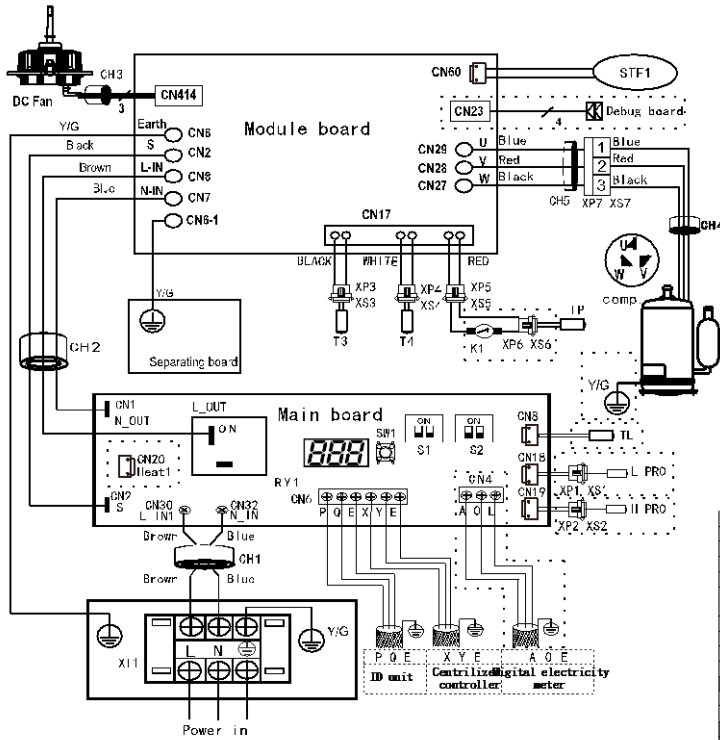 DC Fan
CH3
3
CN414
Module board
CN60
STF1
CN23
4
Debug board
Y/G
Earth
CN6
Black
S
CN2
Brown
L-IN
CN8
Blue
N-IN
CN7
CN6-1
CN29
U
Blue
CN28
V
Red
CN27
W
Black
CH5
1
2
3
XP7
XS7
Blue
Red
Black
CH4
CN17
BLACK
WHITE
RED
XP3
XS3
XP4
XS4
XP5
XS5
T3
T4
K1
XP6
XS6
TP
U
W
V
comp.
Y/G
Separating board
CH2
Y/G
CN1
N_OUT
L_OUT
ON
Main board
CN20
Heat1
SW1
ON
S1
ON
S2
CN8
TL
CN18
XP1
XS1
L PRO
CN19
XP2
XS2
H PRO
RY1
CN6
P Q E X Y E
CN4
A O L
CN2
S
CN30
L_IN1
CN32
N_IN
Brown
Blue
CH1
Brown
Blue
XT1
L
N
Y/G
Power in
P Q E
X Y E
A O E
ID unit
Centrilized
controller
Digital electricity
meter